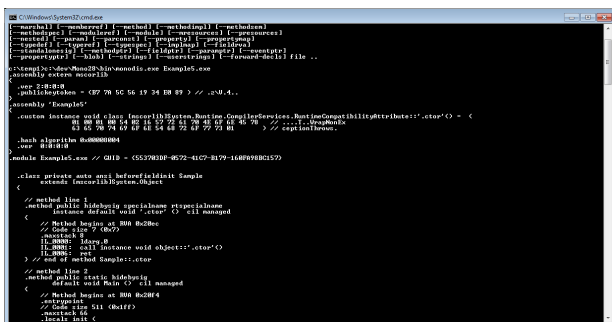 C:\Windows\System32\cmd.exe
[--marshal] [--memberref] [--method] [--methodimpl] [--methodsem]
[--methodspec] [--moduleref] [--module] [--mresources] [--presources]
[--nested] [--param] [--parconst] [--property] [--propertymap]
[--typedef] [--typeref] [--typespec] [--implmap] [--fieldrva]
[--standalonesig] [--methodptr] [--fieldptr] [--paramptr] [--eventptr]
[--propertyptr] [--blob] [--strings] [--userstrings] [--forward-decls] file ..
c:\temp1>c:\dev\Mono28\bin\monodis.exe Example5.exe
.assembly extern mscorlib
{
.ver 2:0:0:0
.publickeytoken = (B7 7A 5C 56 19 34 E0 89 ) // .z\V.4..
}
.assembly 'Example5'
{
.custom instance void class [mscorlib]System.Runtime.CompilerServices.RuntimeCompatibilityAttribute::'.ctor'() = (
01 00 01 00 54 02 16 57 72 61 70 4E 6F 6E 45 78 // ....T..WrapNonEx
63 65 70 74 69 6F 6E 54 68 72 6F 77 73 01 ) // ceptionThrows.
.hash algorithm 0x00008004
.ver 0:0:0:0
}
.module Example5.exe // GUID = {553703DF-0572-41C7-B179-160FA98BC157}
.class private auto ansi beforefieldinit Sample
extends [mscorlib]System.Object
{
// method line 1
.method public hidebysig specialname rtspecialname
instance default void '.ctor' () cil managed
{
// Method begins at RVA 0x20ec
// Code size 7 (0x7)
.maxstack 8
IL_0000: ldarg.0
IL_0001: call instance void object::'.ctor'()
IL_0006: ret
} // end of method Sample::.ctor
// method line 2
.method public static hidebysig
default void Main () cil managed
{
// Method begins at RVA 0x20f4
.entrypoint
// Code size 511 (0x1ff)
.maxstack 66
.locals init (